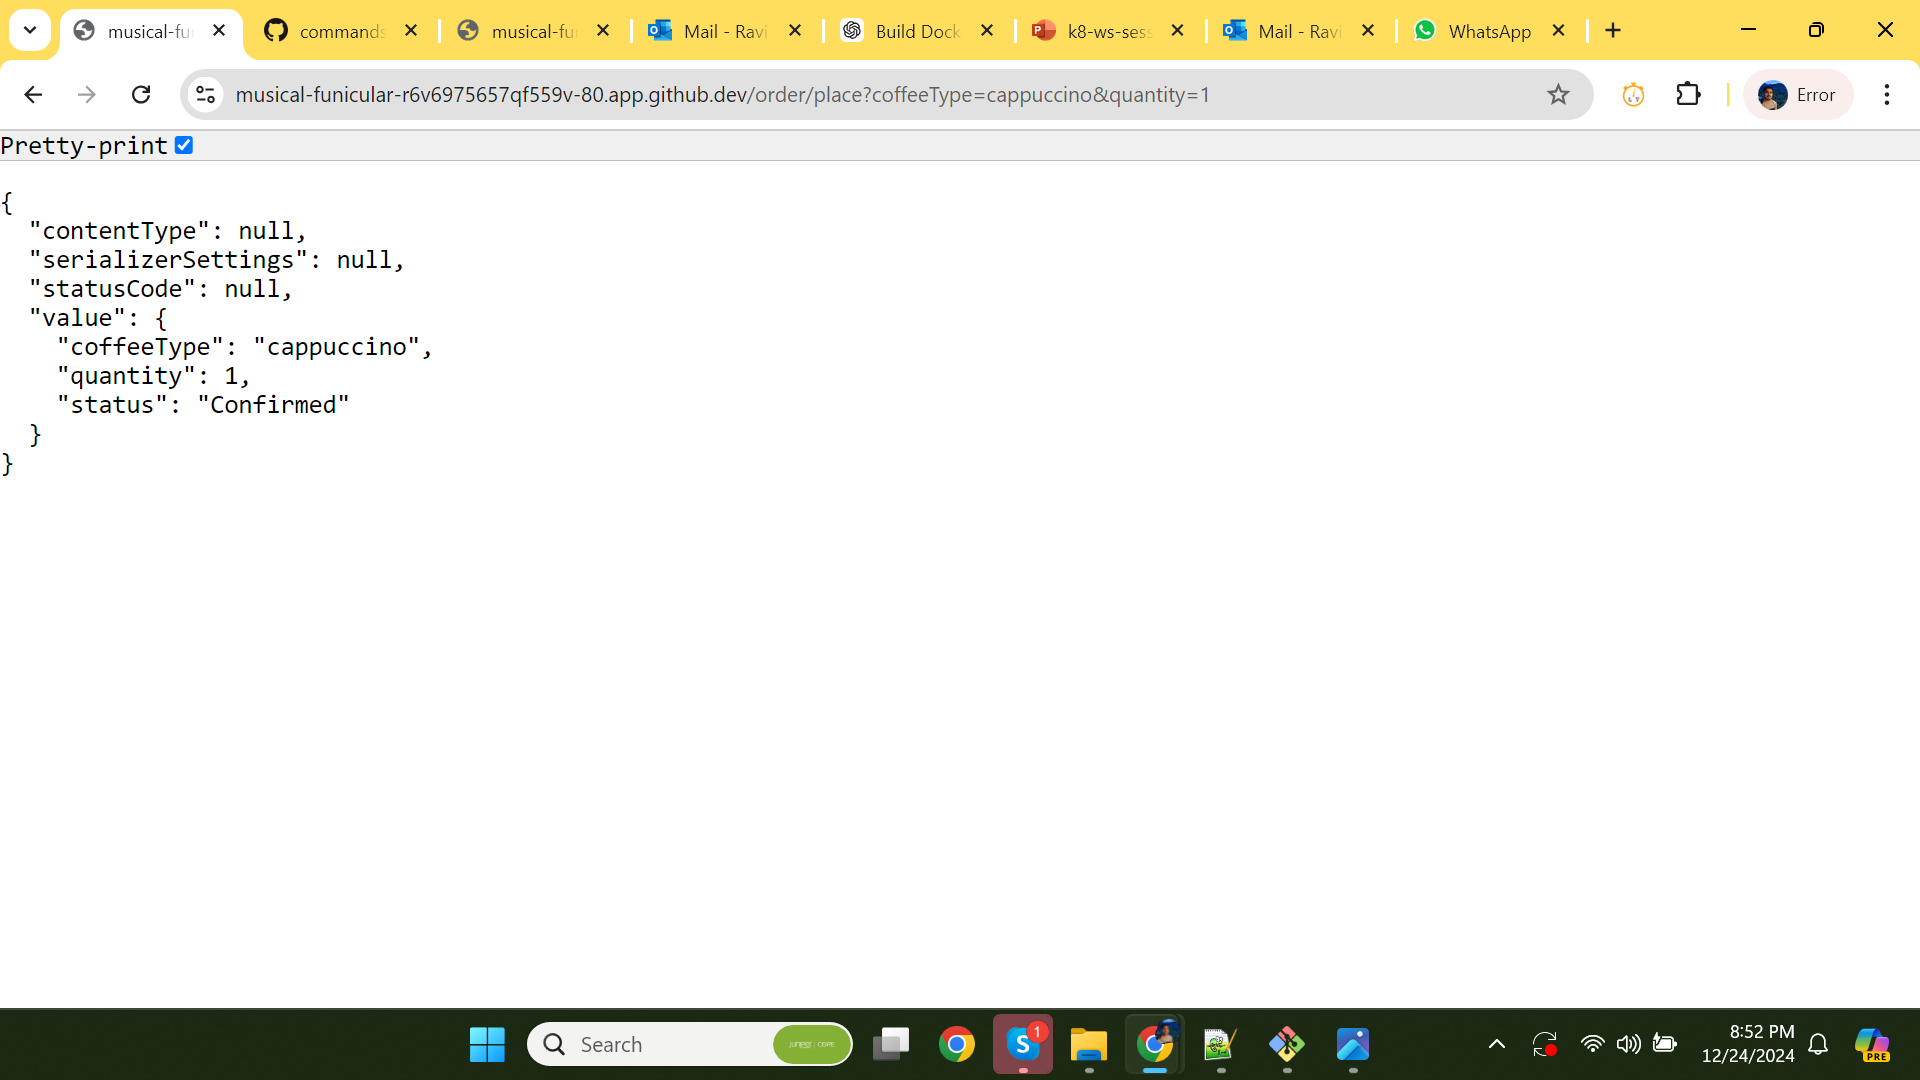 musical-fu
commands
musical-fu
Mail - Ravi
Build Dock
k8-ws-sess
Mail - Ravi
WhatsApp
musical-funicular-r6v6975657qf559v-80.app.github.dev/order/place?coffeeType=cappuccino&quantity=1
Error
Pretty-print
{
"contentType": null,
"serializerSettings": null,
"statusCode": null,
"value": {
"coffeeType": "cappuccino",
"quantity": 1,
"status": "Confirmed"
}
}
Search
1
8:52 PM
12/24/2024
PRE